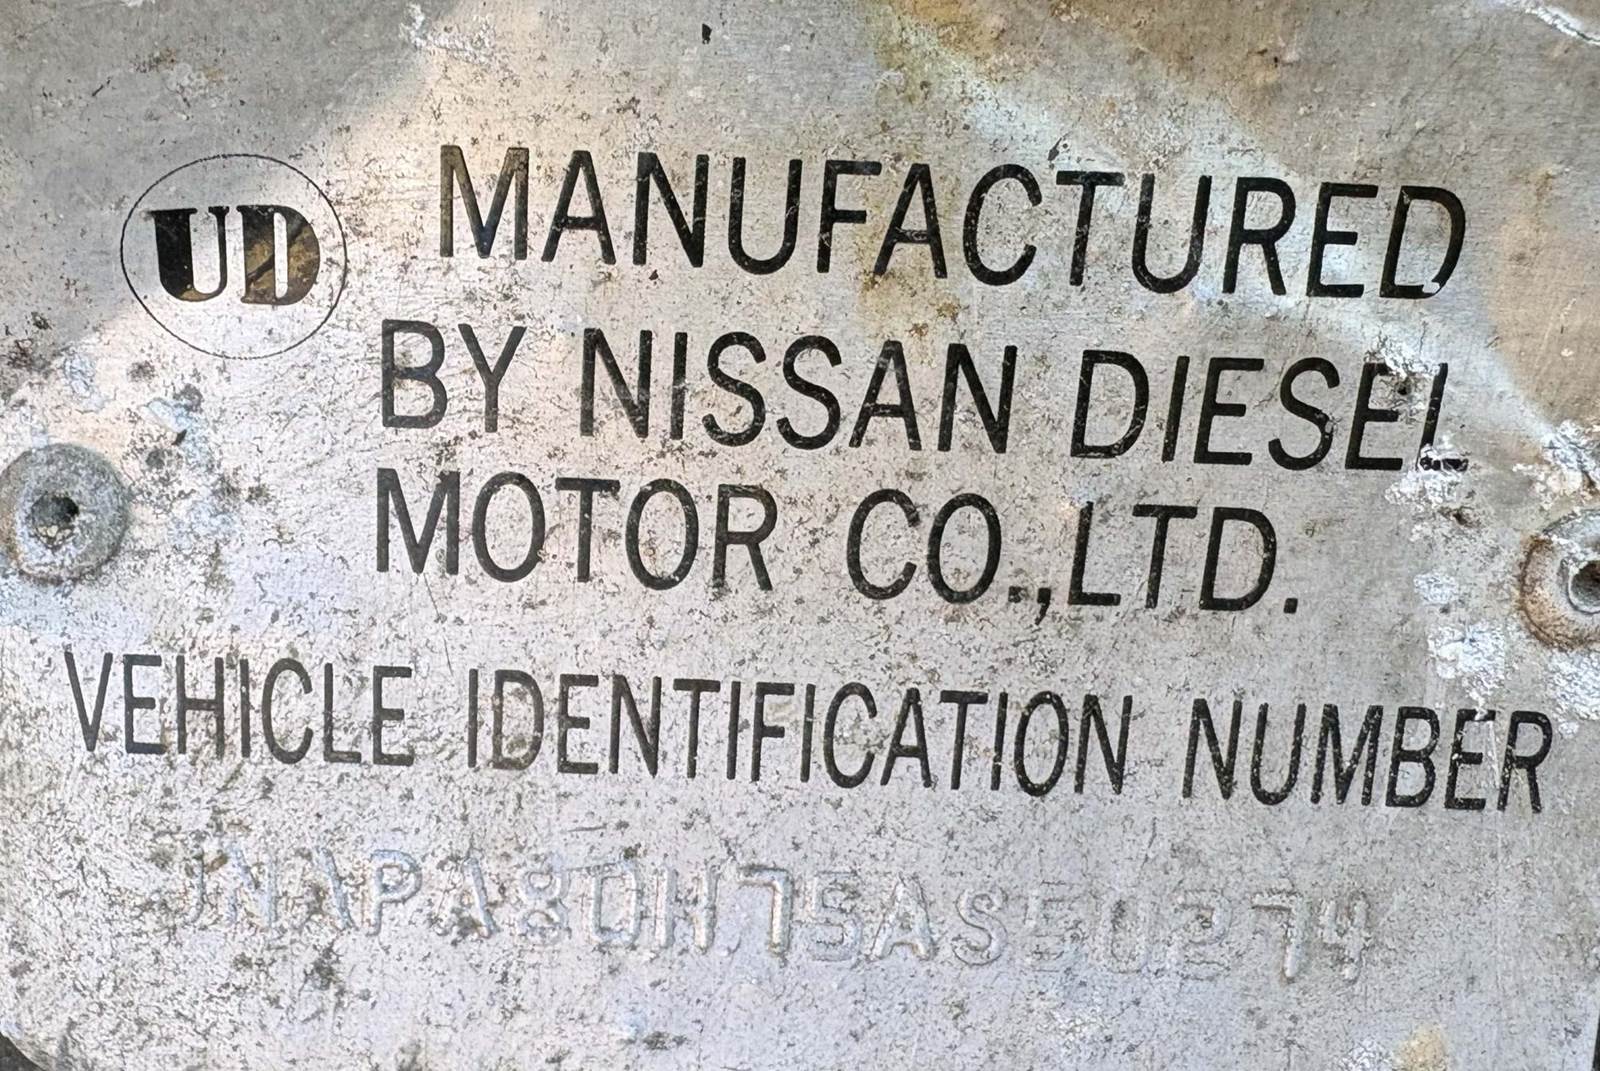 UD MANUFACTURED
BY NISSAN DIESEL
MOTOR CO.,LTD.
VEHICLE IDENTIFICATION NUMBER
JNAPA80H75AS50274